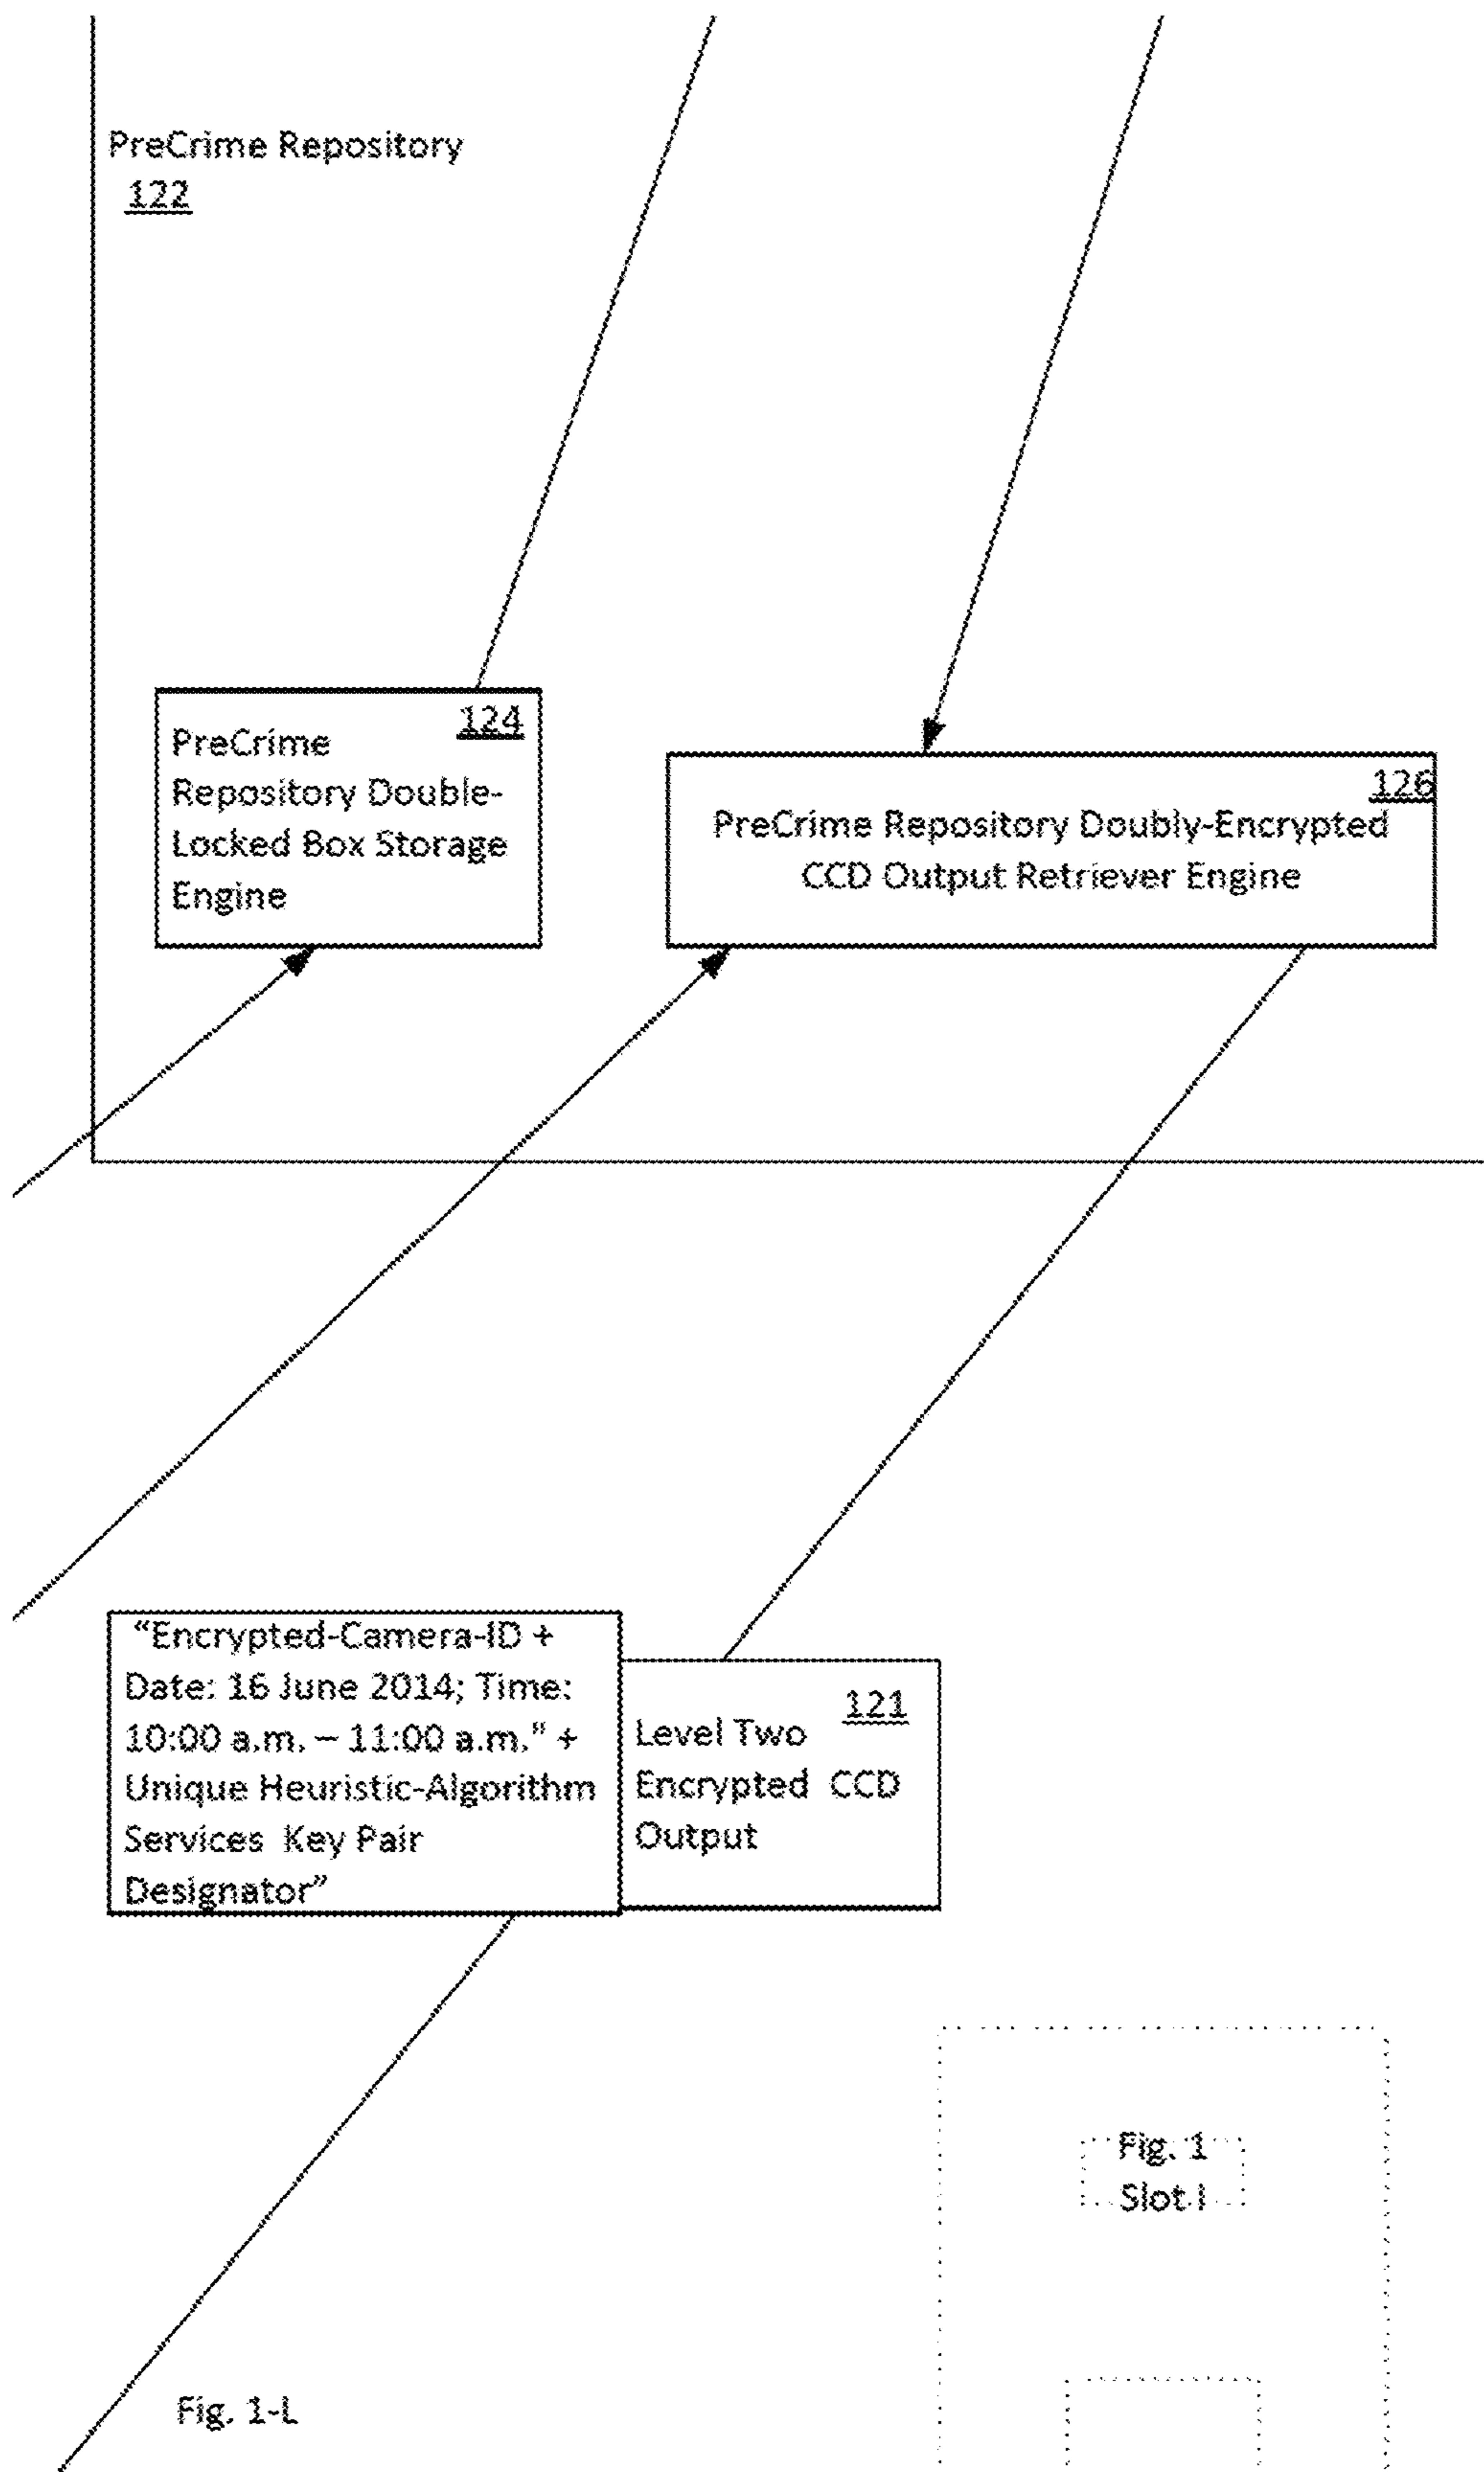 PreCrime Repository
122
124
PreCrime
Repository Double-
Locked Box Storage
Engine
126
PreCrime Repository Doubly-Encrypted
CCD Output Retriever Engine
“Encrypted-Camera-ID +
Date: 16 June 2014; Time:
10:00 a.m. – 11:00 a.m." +
Unique Heuristic-Algorithm
Services Key Pair
Designator”
121
Level Two
Encrypted CCD
Output
Fig. 1
Slot I
Fig. 1-L